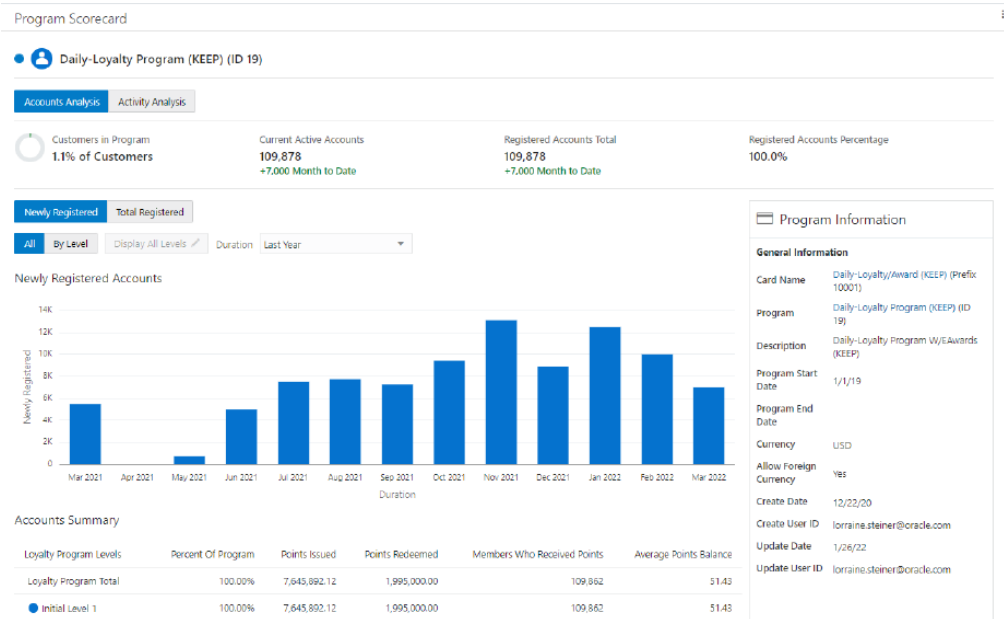 Program Scorecard
Daily-Loyalty Program (KEEP) (ID 19)
Accounts Analysis Activity Analysis
Customers in Program Current Active Accounts Registered Accounts Total Registered Accounts Percentage
1.1% of Customers 109,878 109,878 100.0%
+7,000 Month to Date +7,000 Month to Date
Newly Registered Total Registered
All By Level Display All Levels Duration Last Year
Newly Registered Accounts
14K
12K
10K
8K
6K
4K
2K
0
Newly Registered
Mar 2021 Apr 2021 May 2021 Jun 2021 Jul 2021 Aug 2021 Sep 2021 Oct 2021 Nov 2021 Dec 2021 Jan 2022 Feb 2022 Mar 2022
Duration
Accounts Summary
Loyalty Program Levels Percent Of Program Points Issued Points Redeemed Members Who Received Points Average Points Balance
Loyalty Program Total 100.00% 7,645,892.12 1,995,000.00 109,862 51.43
Initial Level 1 100.00% 7,645,892.12 1,995,000.00 109,862 51.43
Program Information
General Information
Card Name Daily-Loyalty/Award (KEEP) (Prefix
10001)
Program Daily-Loyalty Program (KEEP) (ID
19)
Description Daily-Loyalty Program W/EAwards
(KEEP)
Program Start
Date 1/1/19
Program End
Date
Currency USD
Allow Foreign
Currency Yes
Create Date 12/22/20
Create User ID lorraine.steiner@oracle.com
Update Date 1/26/22
Update User ID lorraine.steiner@oracle.com